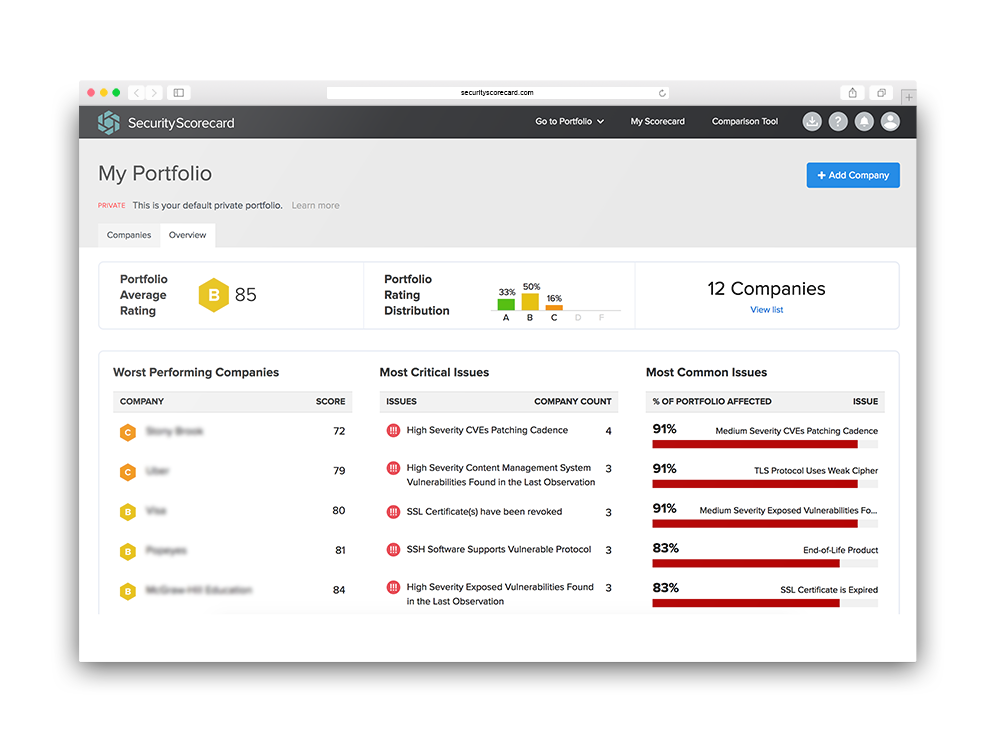 securityscorecard.com
SecurityScorecard
Go to Portfolio
My Scorecard
Comparison Tool
?
My Portfolio
+ Add Company
PRIVATE This is your default private portfolio. Learn more
Companies
Overview
Portfolio
Average
Rating
B 85
Portfolio
Rating
Distribution
33% 50% 16%
A B C D F
12 Companies
View list
Worst Performing Companies
COMPANY SCORE
C 72
C Uber 79
B Visa 80
B Popeyes 81
B McGraw-Hill Education 84
Most Critical Issues
ISSUES COMPANY COUNT
!!! High Severity CVEs Patching Cadence 4
!!! High Severity Content Management System 3
Vulnerabilities Found in the Last Observation
!!! SSL Certificate(s) have been revoked 3
!!! SSH Software Supports Vulnerable Protocol 3
!!! High Severity Exposed Vulnerabilities Found 3
in the Last Observation
Most Common Issues
% OF PORTFOLIO AFFECTED ISSUE
91% Medium Severity CVEs Patching Cadence
91% TLS Protocol Uses Weak Cipher
91% Medium Severity Exposed Vulnerabilities Fo...
83% End-of-Life Product
83% SSL Certificate is Expired